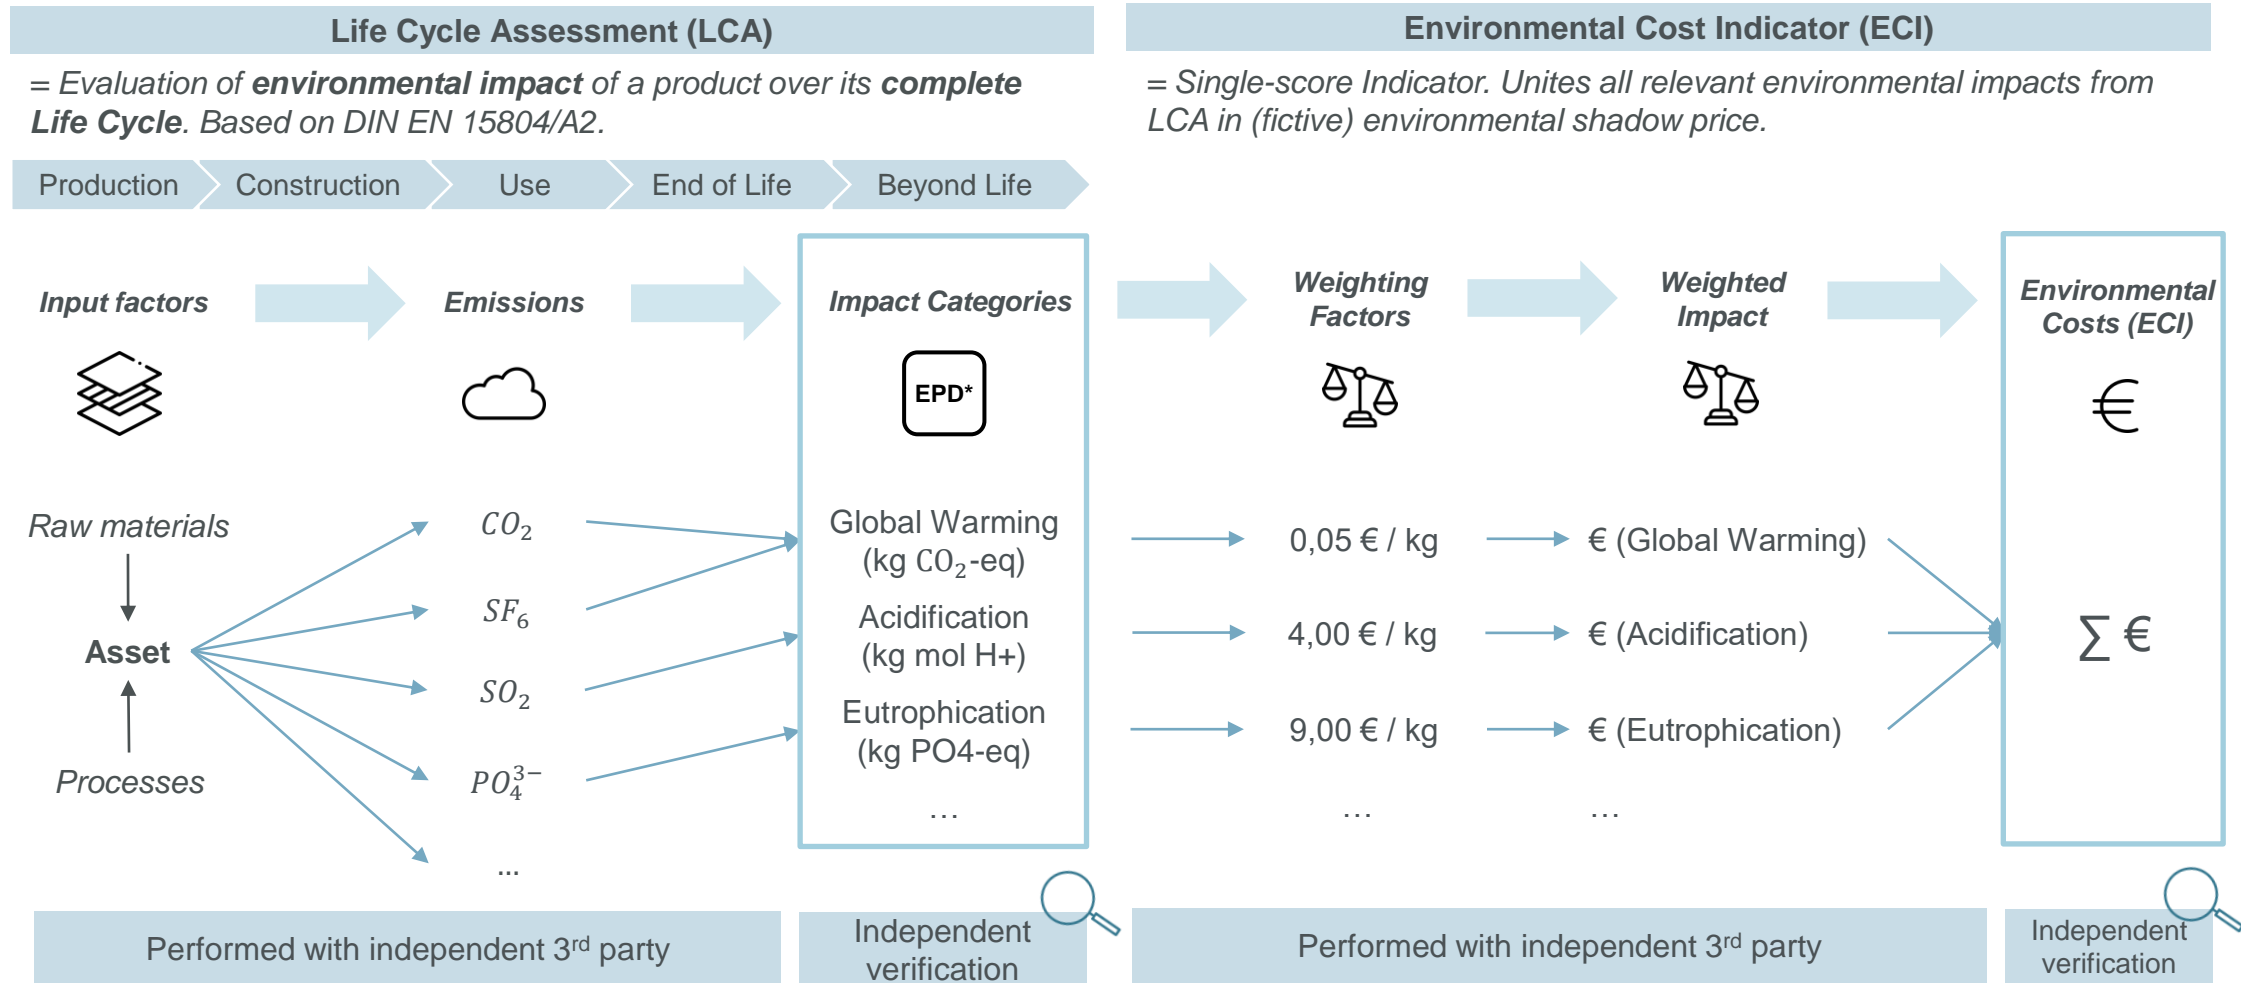 Life Cycle Assessment (LCA)
= Evaluation of environmental impact of a product over its complete
Life Cycle. Based on DIN EN 15804/A2.
Production
Construction
Use
End of Life
Beyond Life
Input factors
Emissions
Impact Categories
EPD*
Raw materials
Asset
Processes
CO₂
SF₆
SO₂
PO₄³⁻
...
Global Warming
(kg CO₂-eq)
Acidification
(kg mol H+)
Eutrophication
(kg PO4-eq)
…
Performed with independent 3rd party
Independent
verification
Environmental Cost Indicator (ECI)
= Single-score Indicator. Unites all relevant environmental impacts from
LCA in (fictive) environmental shadow price.
Weighting
Factors
Weighted
Impact
Environmental
Costs (ECI)
€
0,05 € / kg
€ (Global Warming)
4,00 € / kg
€ (Acidification)
9,00 € / kg
€ (Eutrophication)
…
…
∑ €
Performed with independent 3rd party
Independent
verification